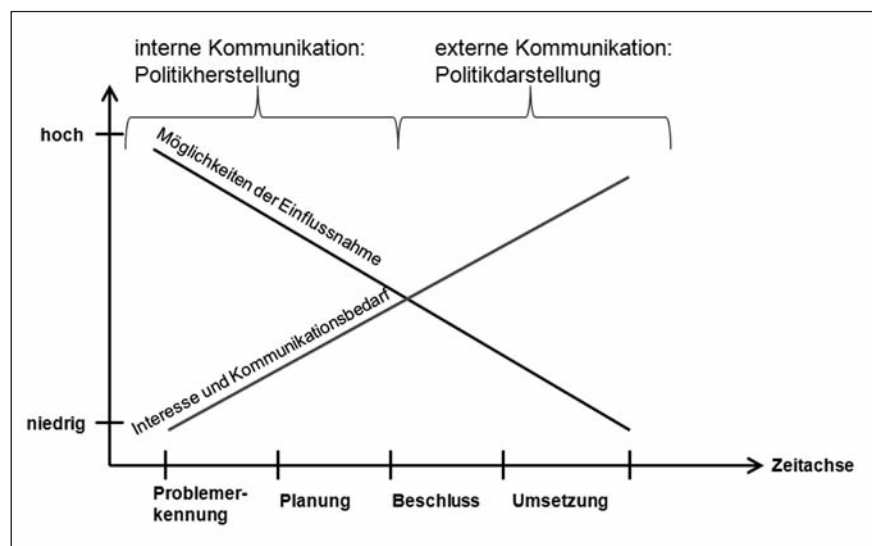 interne Kommunikation:
Politikherstellung
externe Kommunikation:
Politikdarstellung
hoch
Möglichkeiten der Einflussnahme
Interesse und Kommunikationsbedarf
niedrig
Zeitachse
Problemer-
kennung
Planung
Beschluss
Umsetzung